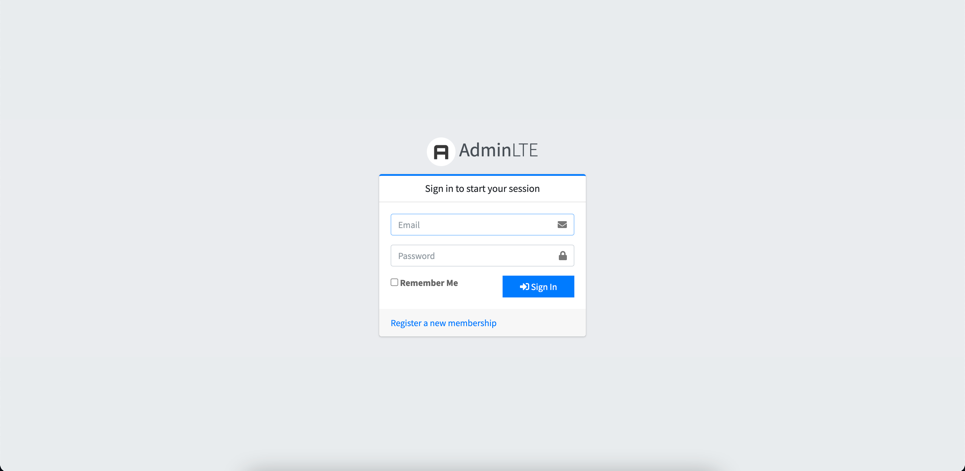 AdminLTE
Sign in to start your session
Email
Password
Remember Me
Sign In
Register a new membership